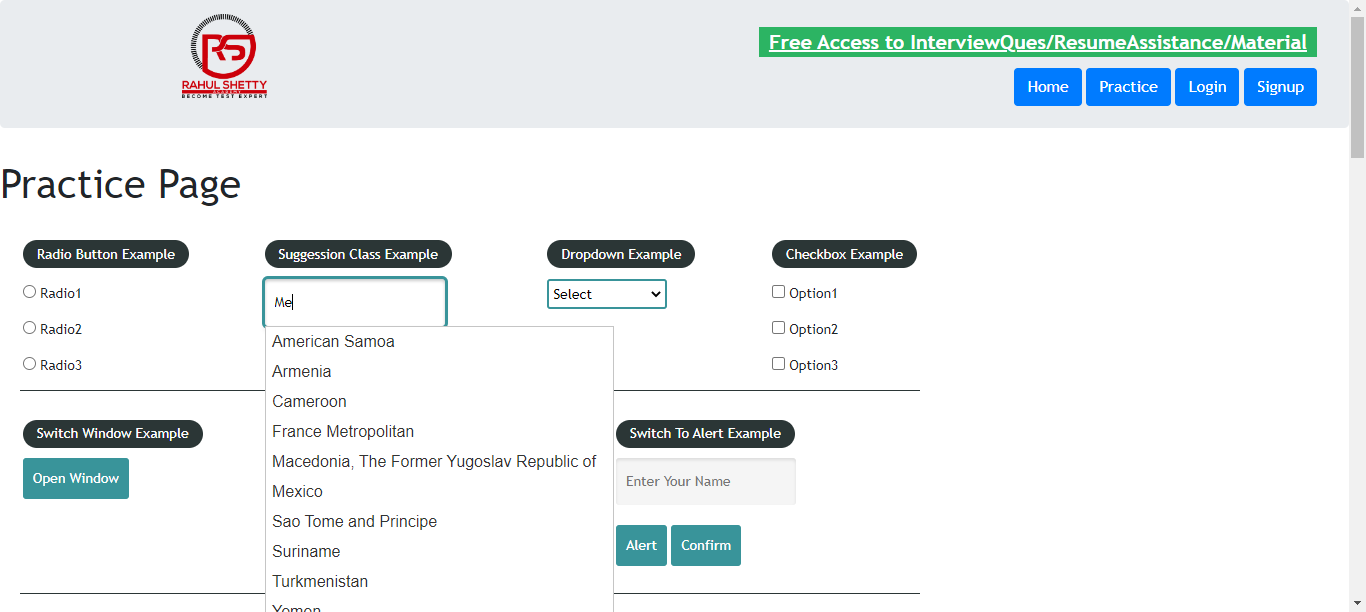 RS
RAHUL SHETTY
ACADEMY
BECOME TEST EXPERT
Free Access to InterviewQues/ResumeAssistance/Material
Home Practice Login Signup
Practice Page
Radio Button Example
Radio1
Radio2
Radio3
Suggession Class Example
Me
American Samoa
Armenia
Cameroon
France Metropolitan
Macedonia, The Former Yugoslav Republic of
Mexico
Sao Tome and Principe
Suriname
Turkmenistan
Yemen
Dropdown Example
Select
Checkbox Example
Option1
Option2
Option3
Switch Window Example
Open Window
Switch To Alert Example
Enter Your Name
Alert Confirm